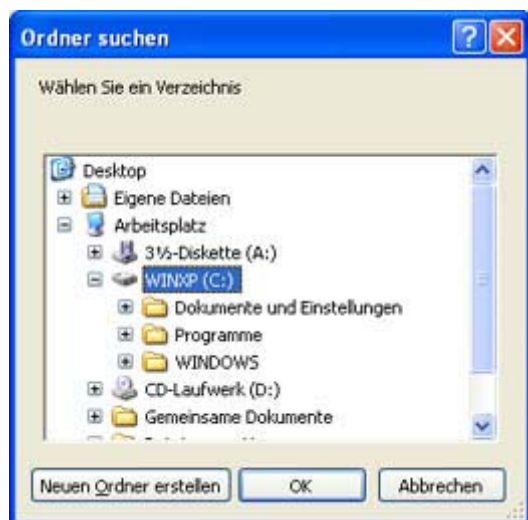 Ordner suchen
Wählen Sie ein Verzeichnis
Desktop
Eigene Dateien
Arbeitsplatz
3½-Diskette (A:)
WINXP (C:)
Dokumente und Einstellungen
Programme
WINDOWS
CD-Laufwerk (D:)
Gemeinsame Dokumente
Neuen Ordner erstellen OK Abbrechen